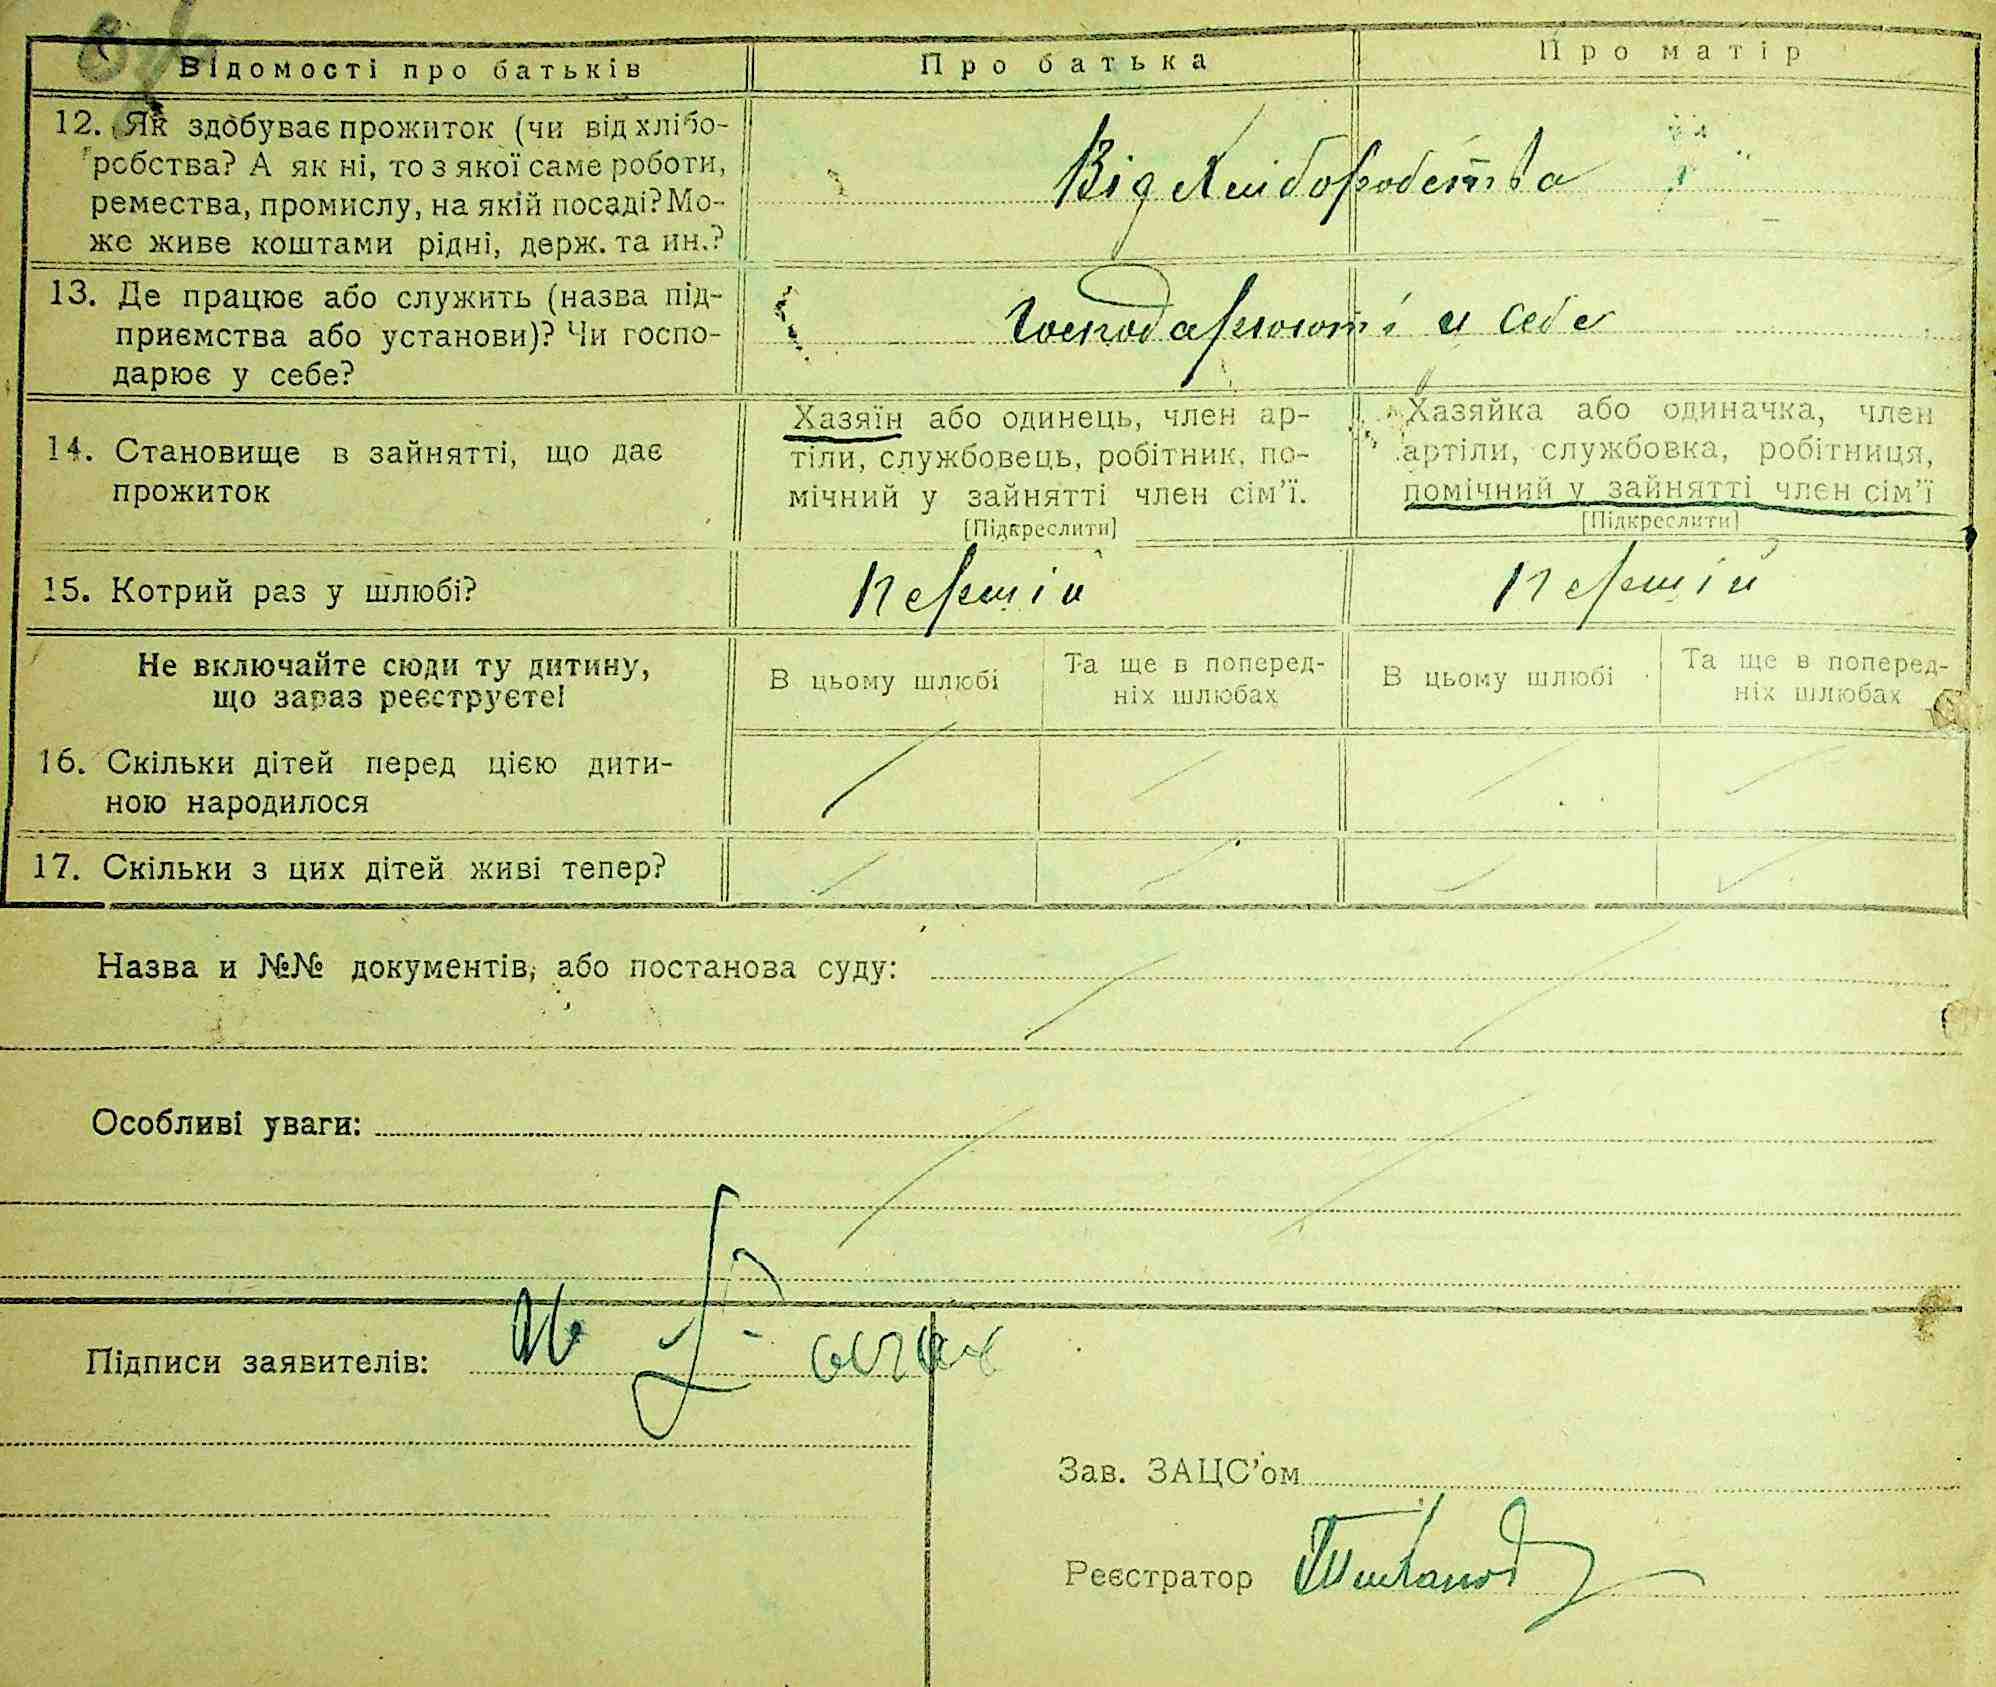 Відомості про батьків
Про батька
Про матір
12. Як здобуває прожиток (чи від хлібо-
робства? А як ні, то з якої саме роботи,
ремества, промислу, на якій посаді? Мо-
же живе коштами рідні, держ. та ин.?
Від Хліборобства
13. Де працює або служить (назва під-
приємства або установи)? Чи госпо-
дарює у себе?
Господарюють у себе
14. Становище в зайнятті, що дає
прожиток
Хазяїн або одинець, член ар-
тіли, службовець, робітник, по-
мічний у зайнятті член сім'ї.
[Підкреслити]
Хазяйка або одиначка, член
артіли, службовка, робітниця,
помічний у зайнятті член сім'ї
[Підкреслити]
15. Котрий раз у шлюбі?
Першій
Першій
Не включайте сюди ту дитину,
що зараз реєструєте!
В цьому шлюбі
Та ще в поперед-
ніх шлюбах
В цьому шлюбі
Та ще в поперед-
ніх шлюбах
16. Скільки дітей перед цією дити-
ною народилося
17. Скільки з цих дітей живі тепер?
Назва и №№ документів, або постанова суду:
Особливі уваги:
Підписи заявителів:
Зав. ЗАЦС'ом
Реєстратор